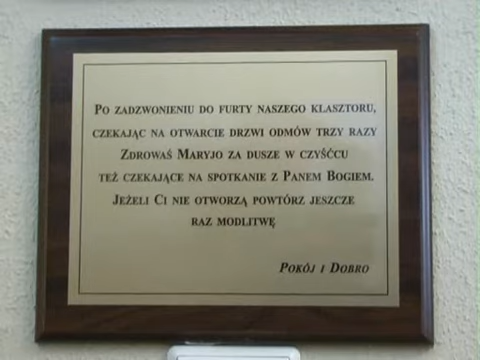 Po zadzwonieniu do furty naszego klasztoru,
czekając na otwarcie drzwi odmów trzy razy
Zdrowaś Maryjo za dusze w czyśćcu
też czekające na spotkanie z Panem Bogiem.
Jeżeli Ci nie otworzą powtórz jeszcze
raz modlitwę
Pokój i Dobro